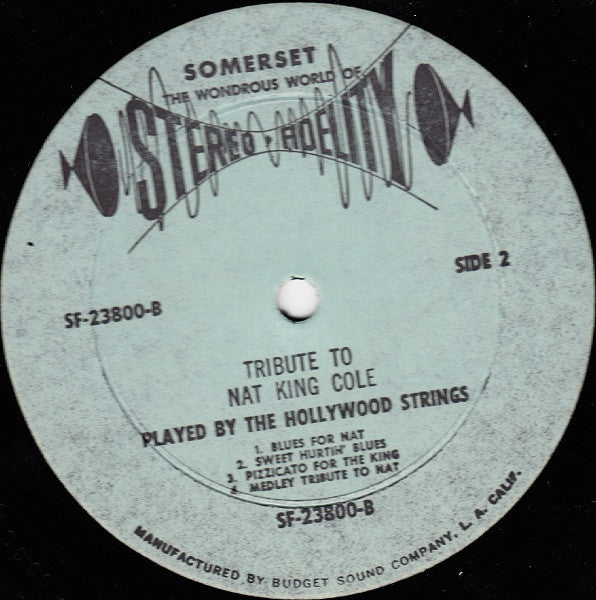 SOMERSET
THE WONDROUS WORLD OF
STEREO • FIDELITY
SIDE 2
SF-23800-B
TRIBUTE TO
NAT KING COLE
PLAYED BY THE HOLLYWOOD STRINGS
1. BLUES FOR NAT
2. SWEET HURTIN' BLUES
3. PIZZICATO FOR THE KING
4. MEDLEY TRIBUTE TO NAT
SF-23800-B
MANUFACTURED BY BUDGET SOUND COMPANY, L. A. CALIF.